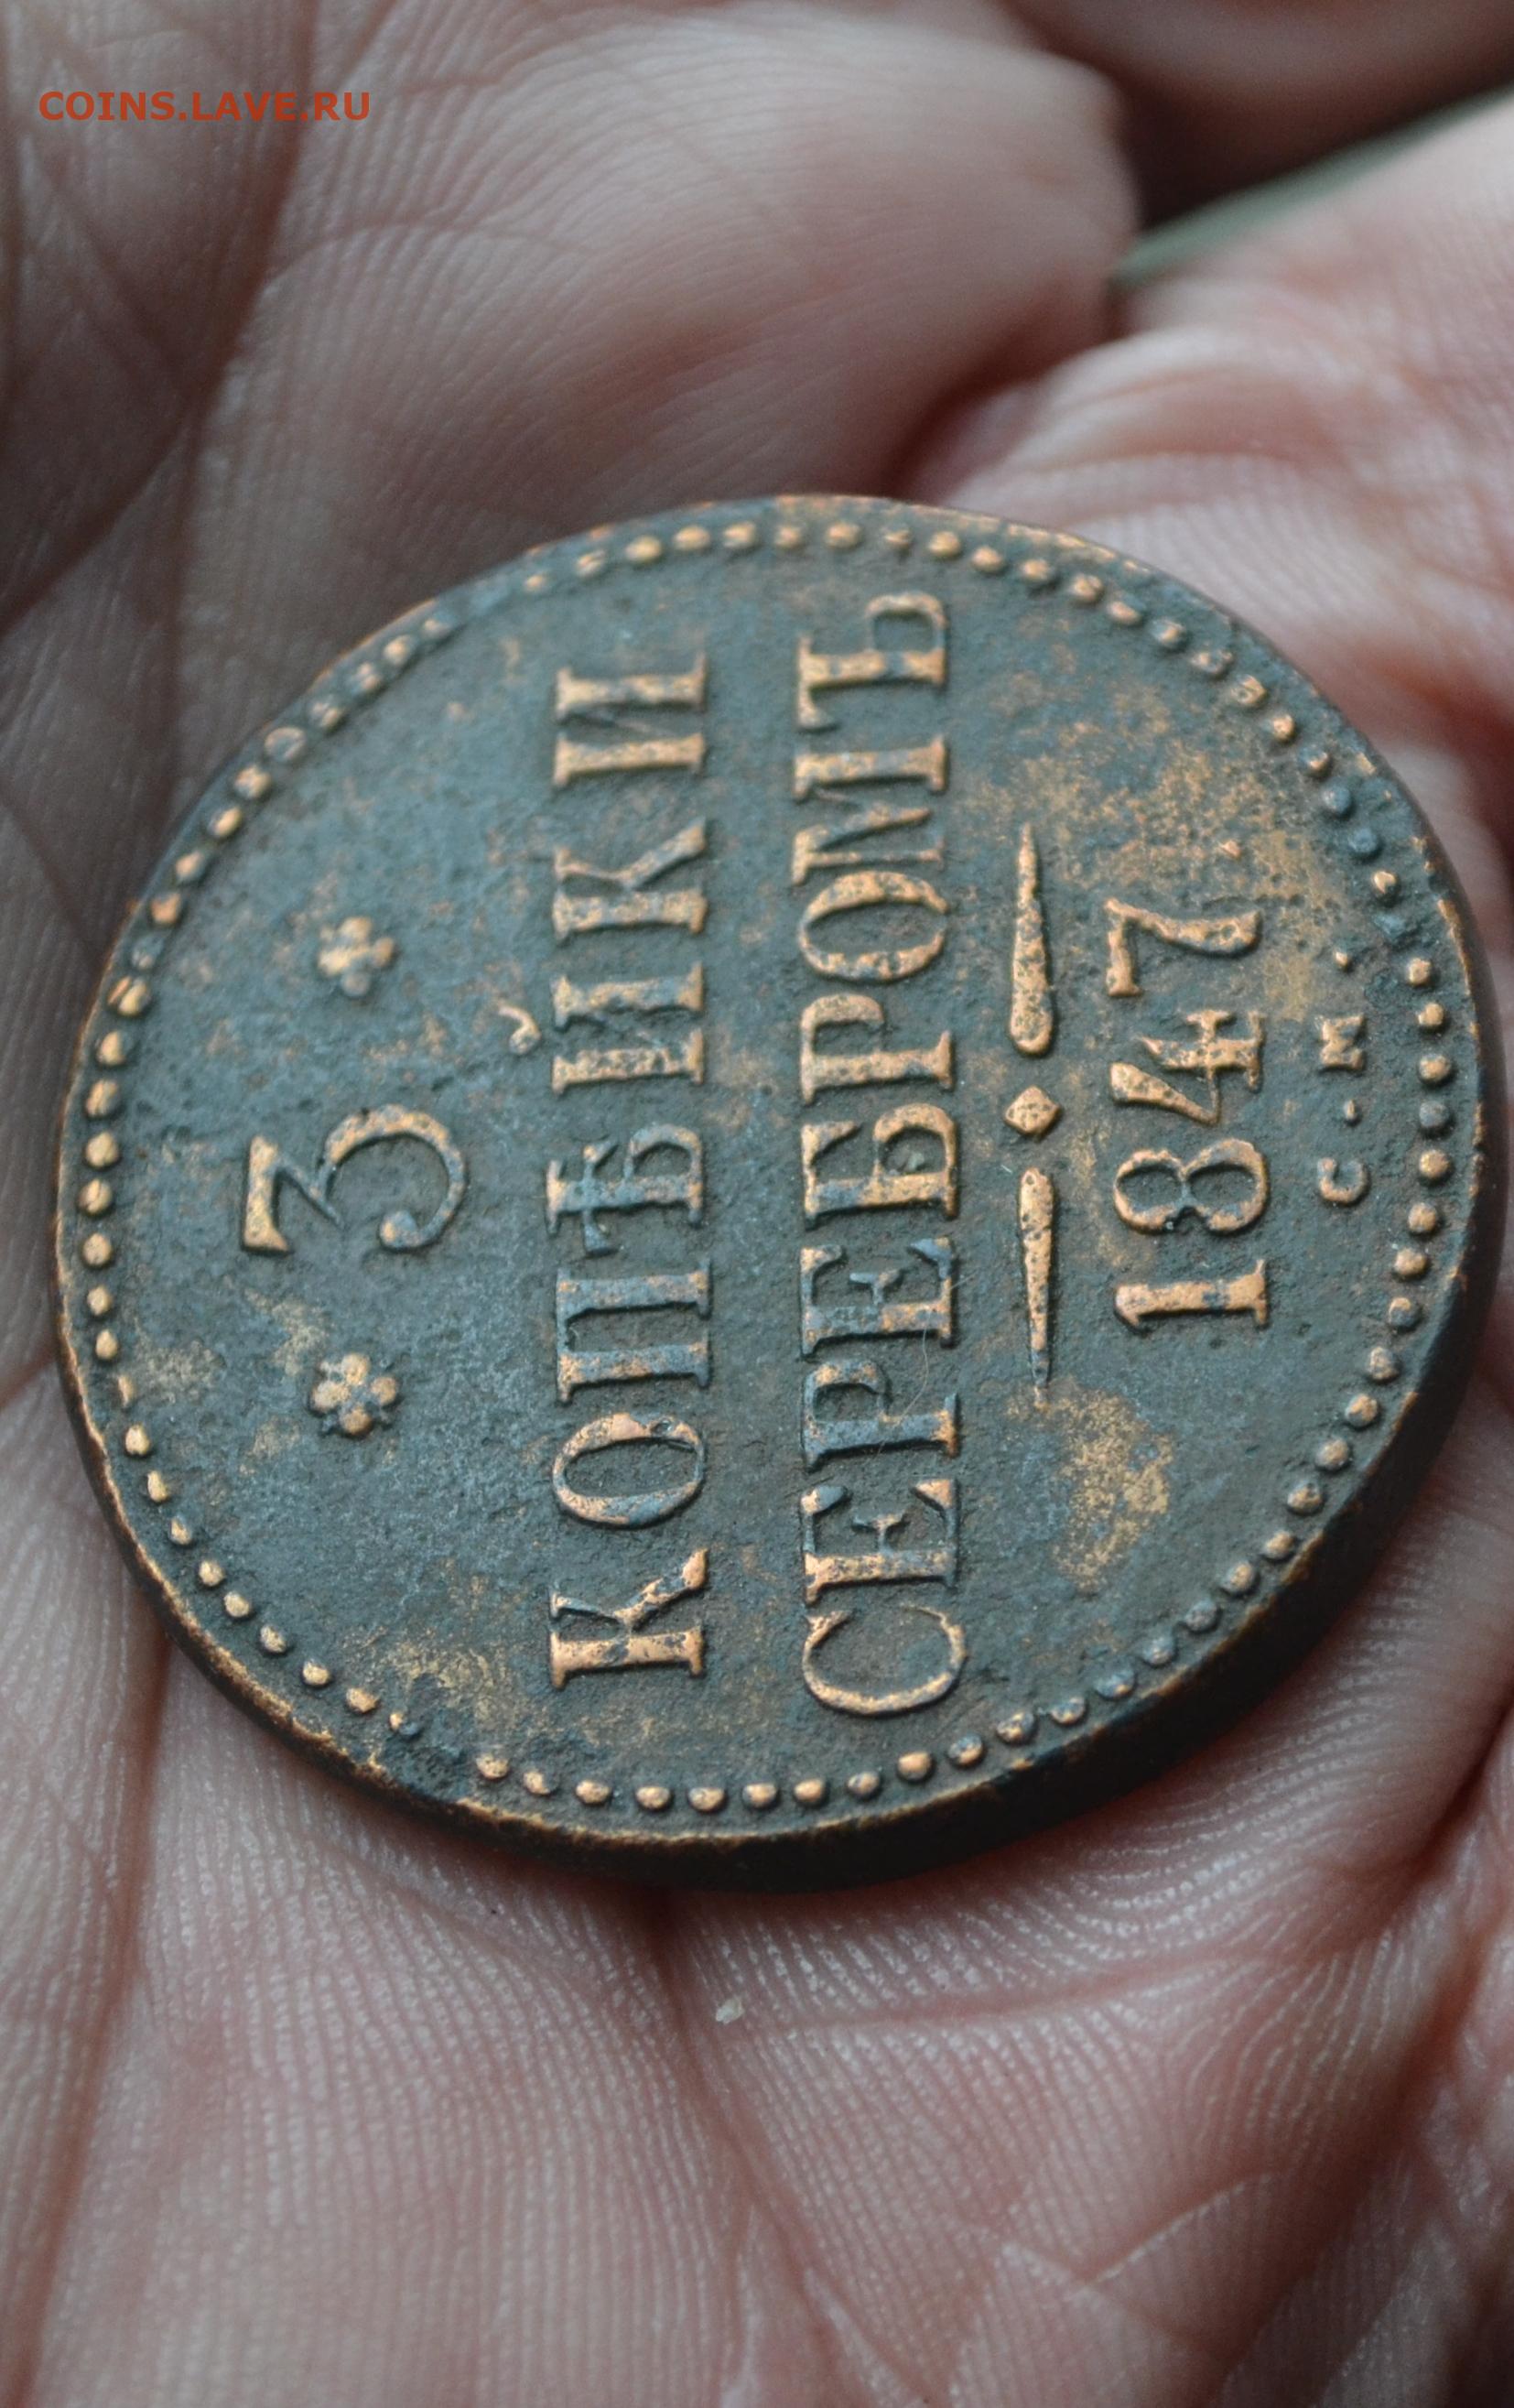 COINS.LAVE.RU
3
КОПѢЙКИ
СЕРЕБРОМЪ
1847.
С.М.